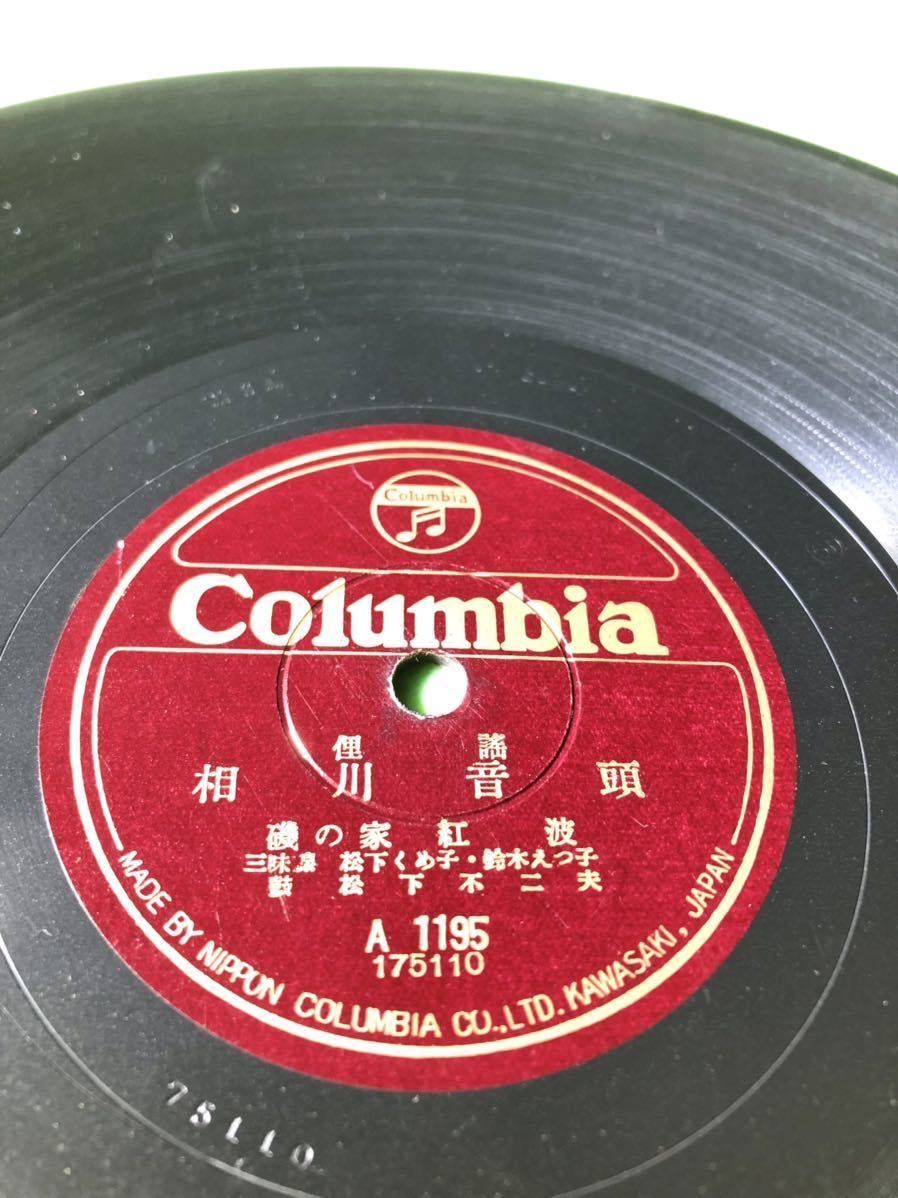 Columbia
Columbia
俚謠
相川音頭
磯の家紅波
三味線 松下くめ子・鈴木えつ子
鼓 松下不二夫
A 1195
175110
MADE BY NIPPON COLUMBIA CO.,LTD. KAWASAKI, JAPAN
75110